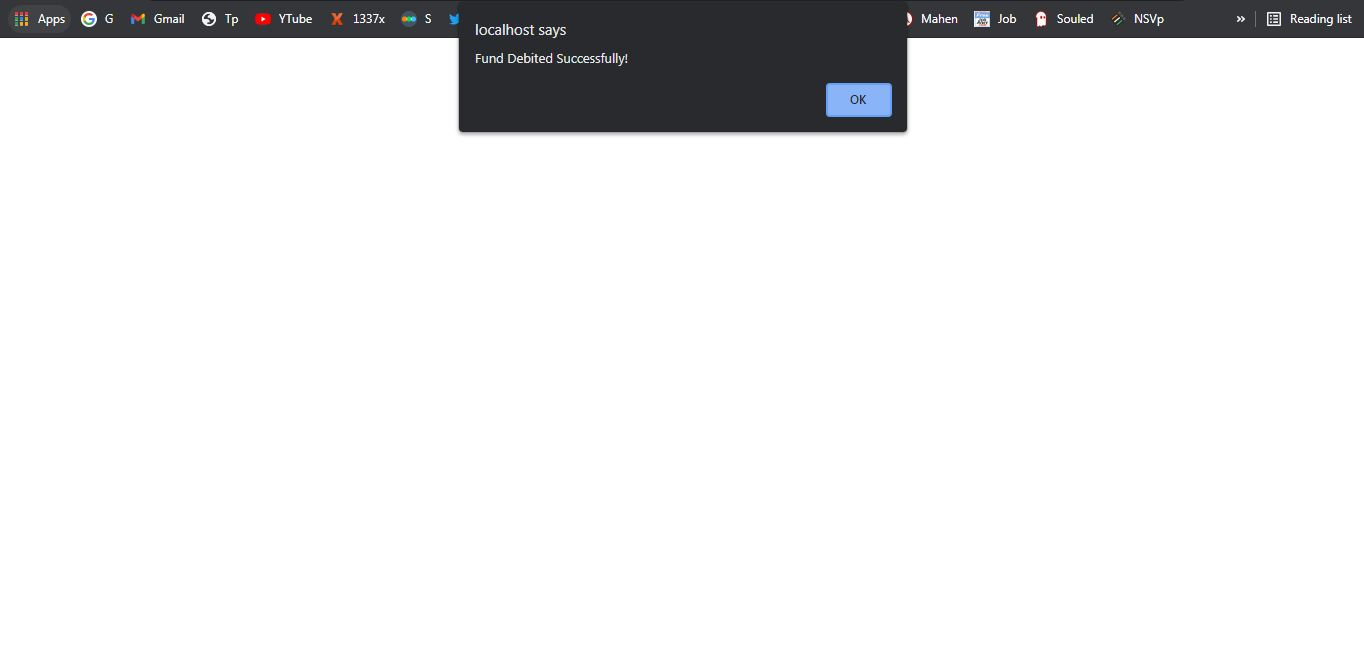 Apps G Gmail Tp YTube 1337x S Mahen Job Souled NSVp » Reading list
localhost says
Fund Debited Successfully!
OK